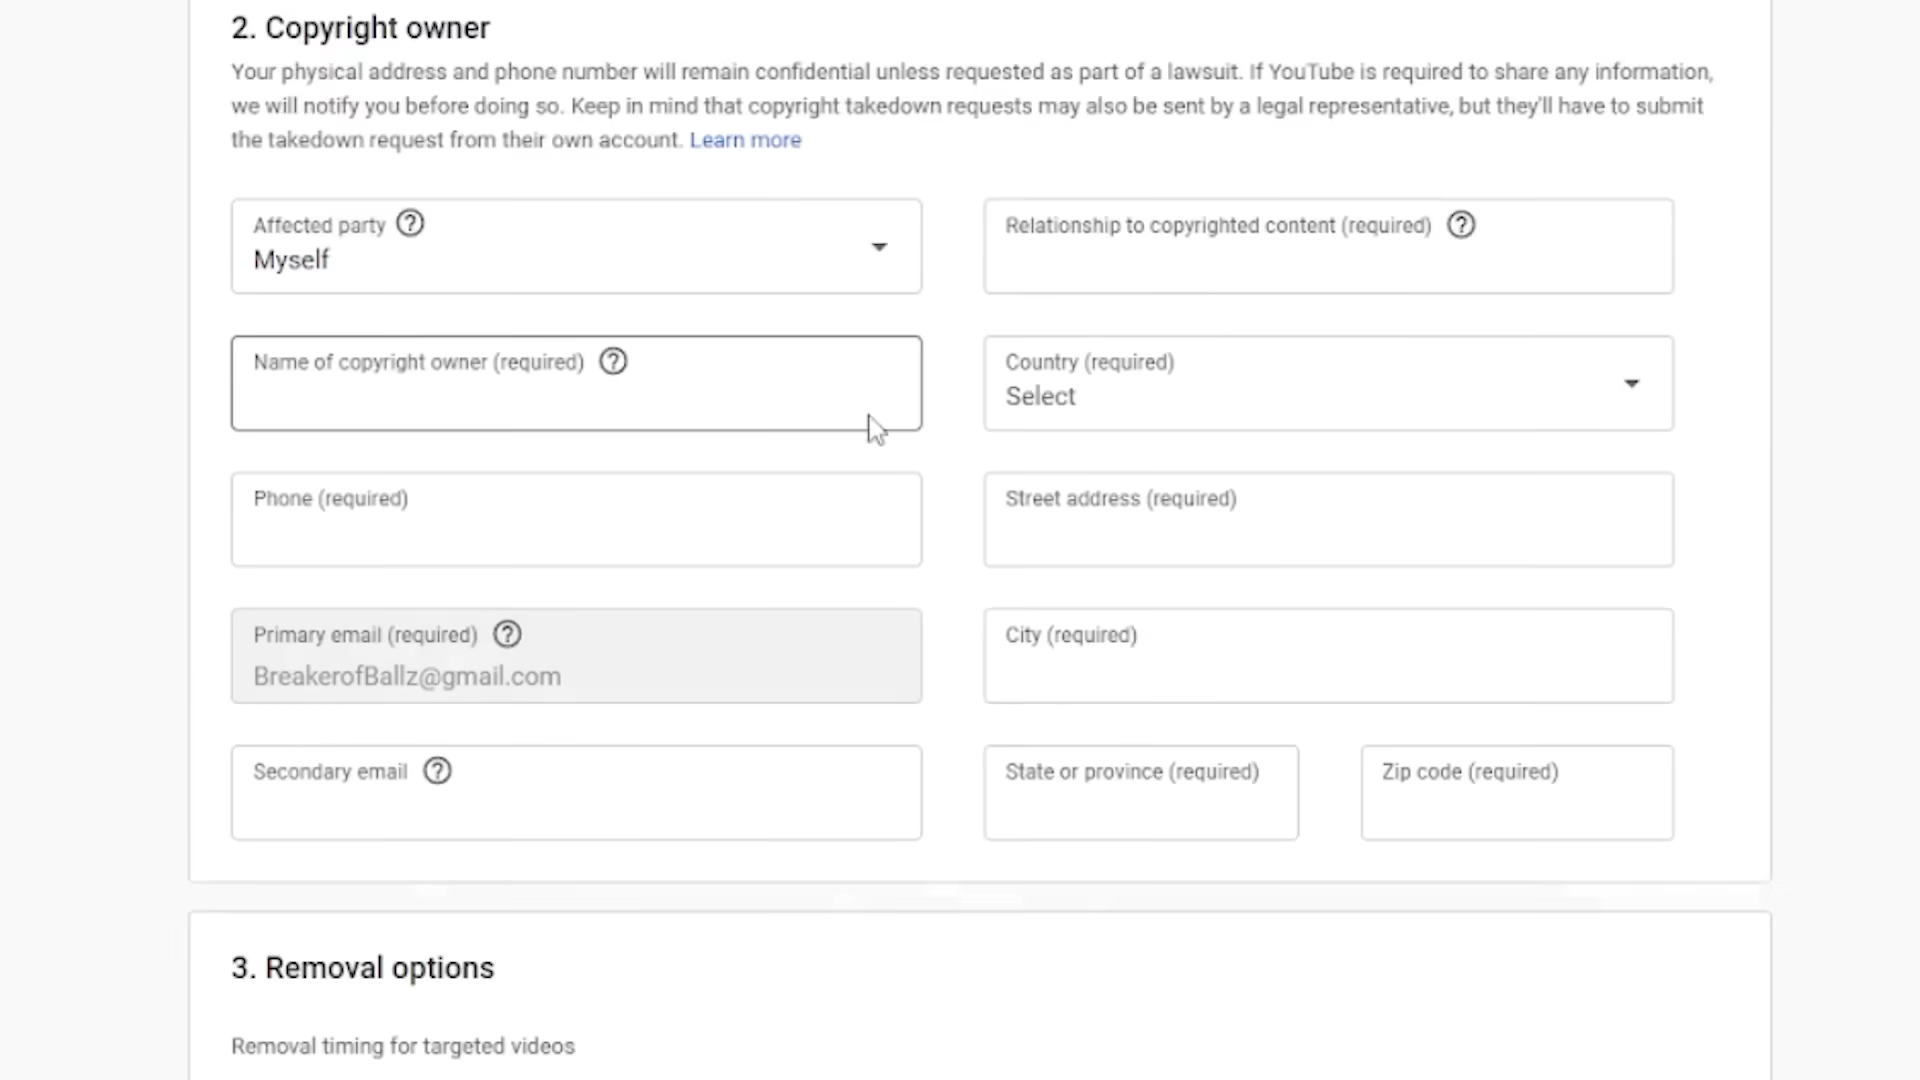 2. Copyright owner
Your physical address and phone number will remain confidential unless requested as part of a lawsuit. If YouTube is required to share any information,
we will notify you before doing so. Keep in mind that copyright takedown requests may also be sent by a legal representative, but they'll have to submit
the takedown request from their own account. Learn more
Affected party ?
Myself
Relationship to copyrighted content (required) ?
Name of copyright owner (required) ?
Country (required)
Select
Phone (required)
Street address (required)
Primary email (required) ?
BreakerofBallz@gmail.com
City (required)
Secondary email ?
State or province (required)
Zip code (required)
3. Removal options
Removal timing for targeted videos